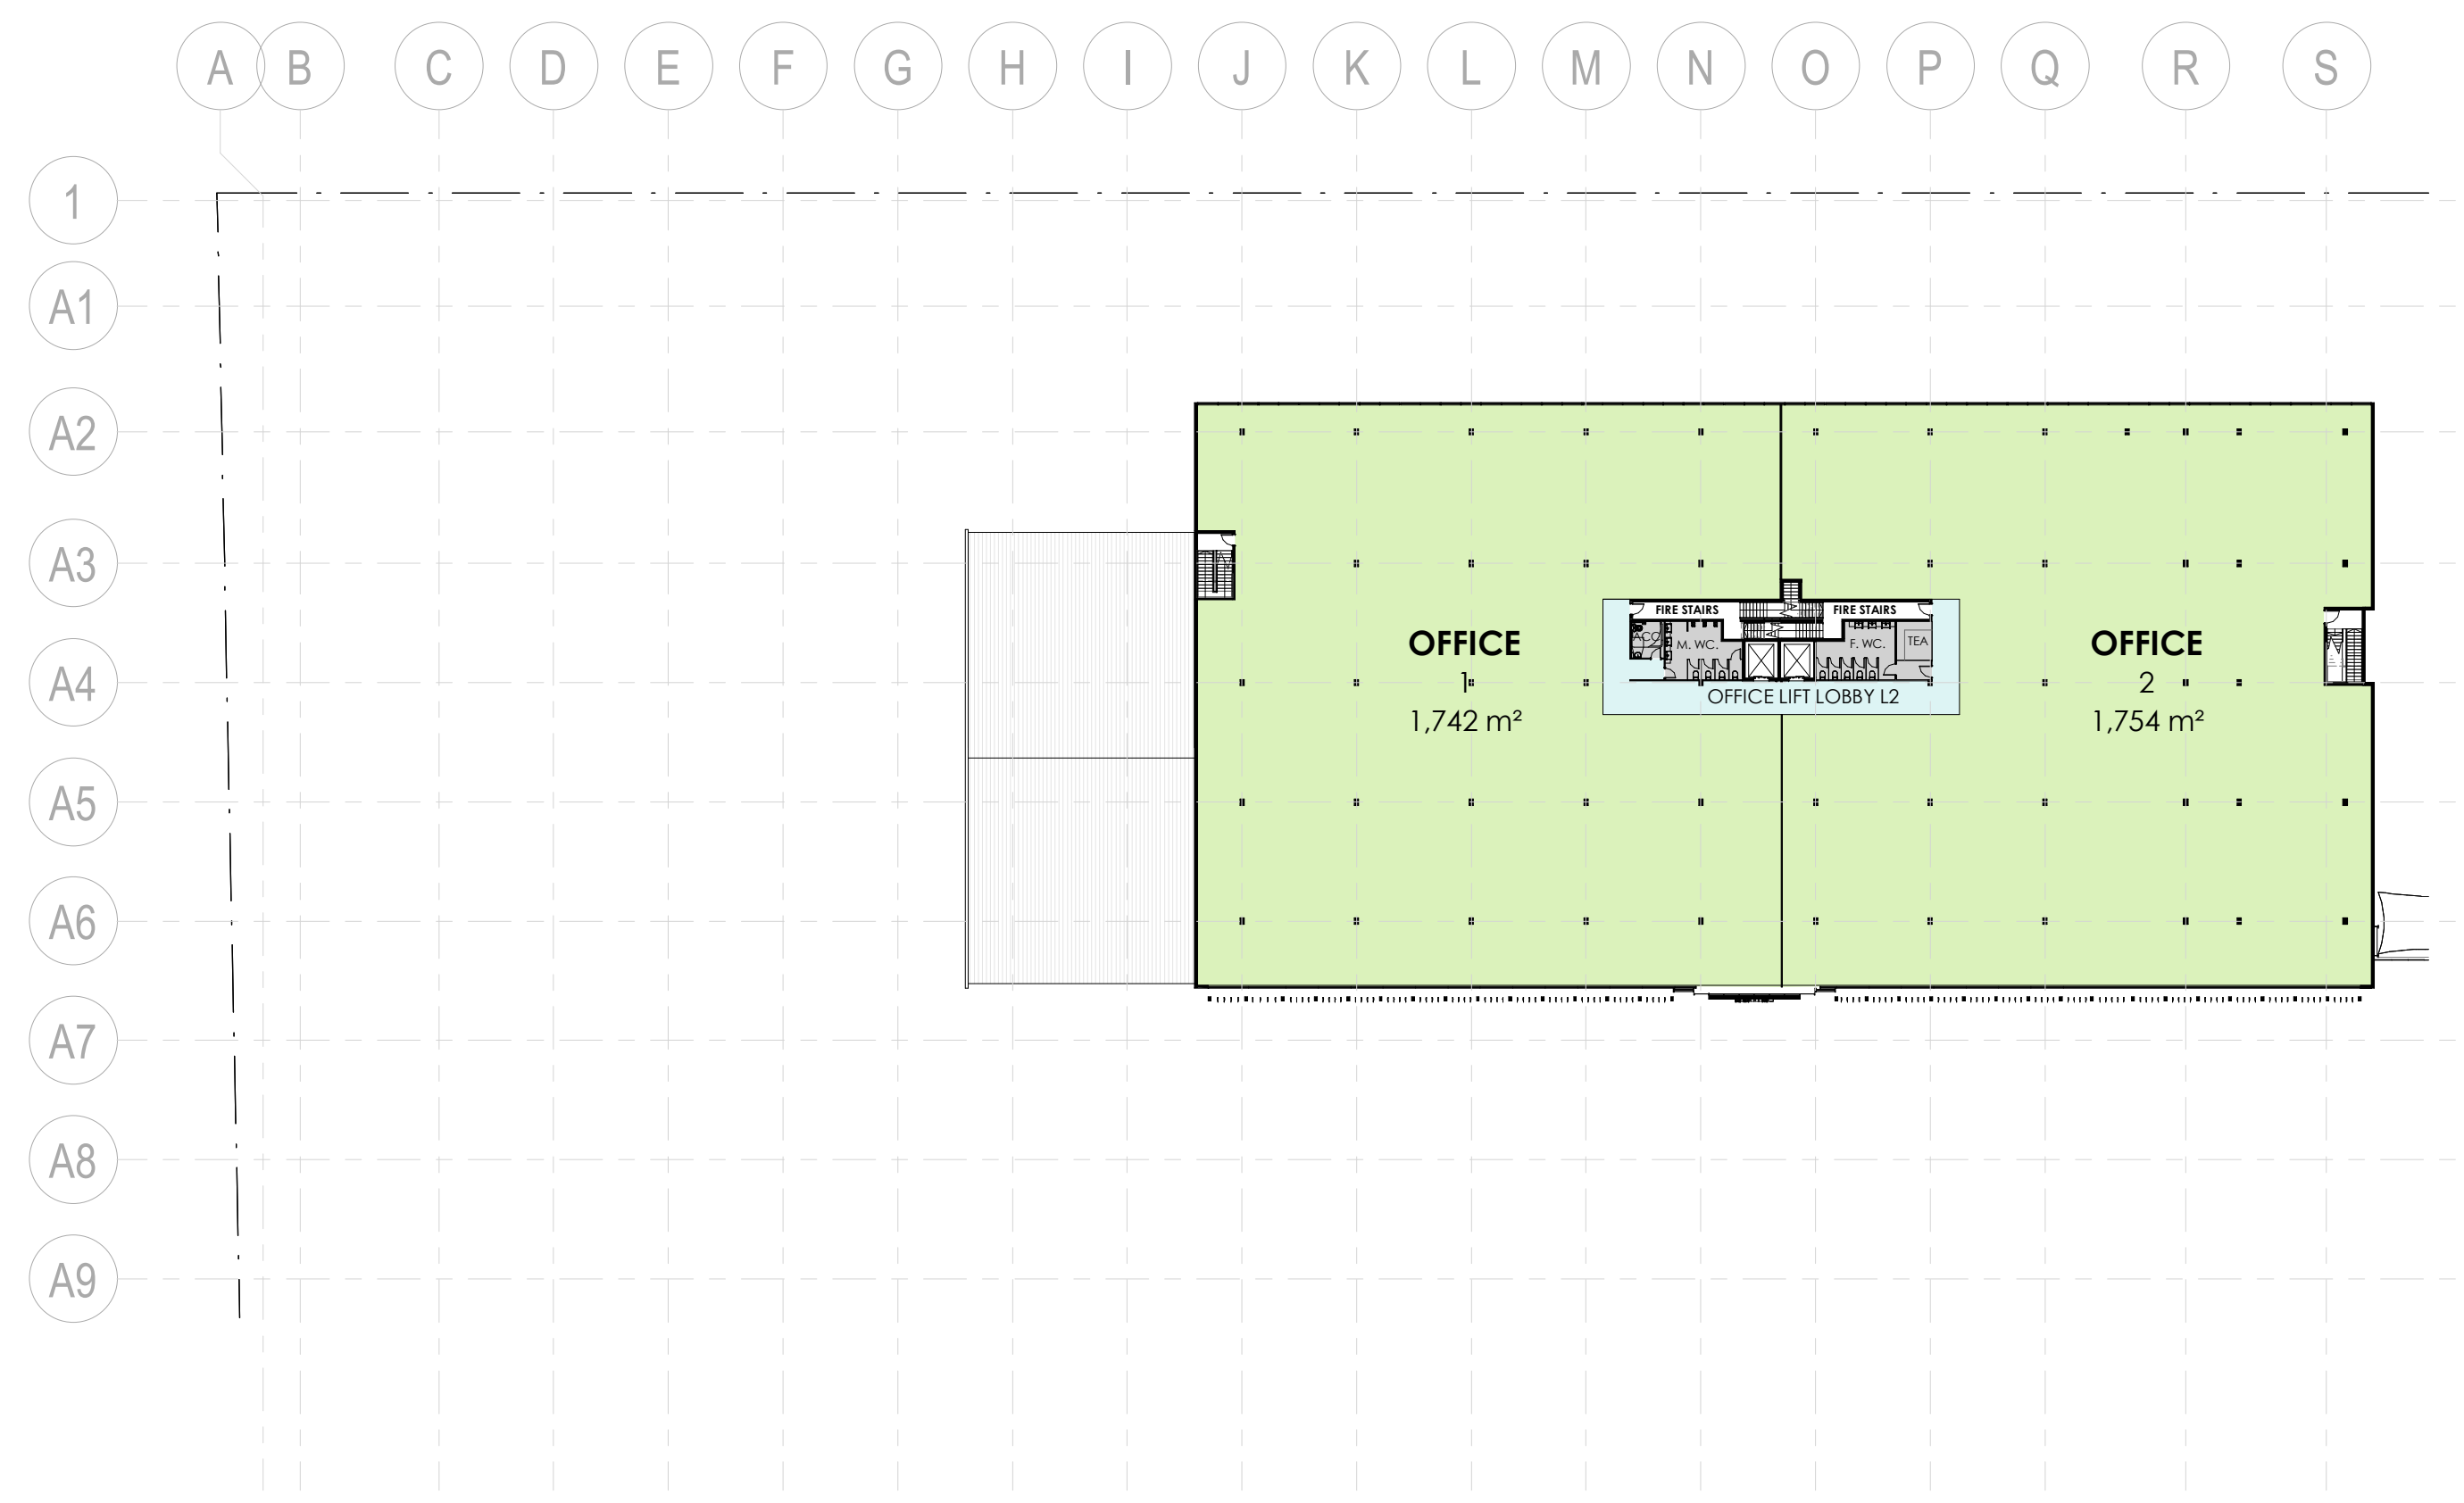 A B C D E F G H I J K L M N O P Q R S
1
A1
A2
A3
A4
A5
A6
A7
A8
A9
OFFICE
1
1,742 m²
FIRE STAIRS
FIRE STAIRS
ACC.
M. WC.
F. WC.
TEA
OFFICE LIFT LOBBY L2
OFFICE
2
1,754 m²